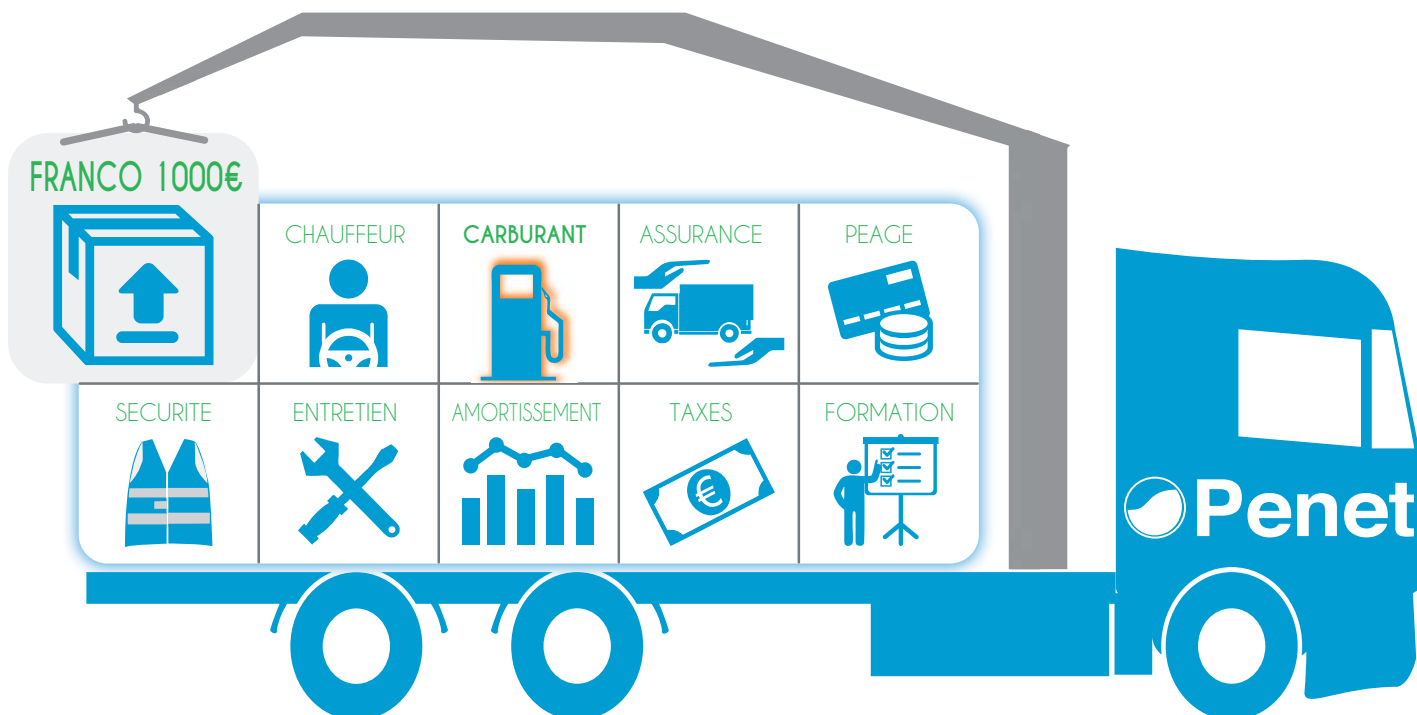 FRANCO 1000€
CHAUFFEUR
CARBURANT
ASSURANCE
PEAGE
SECURITE
ENTRETIEN
AMORTISSEMENT
TAXES
FORMATION
€
Penet